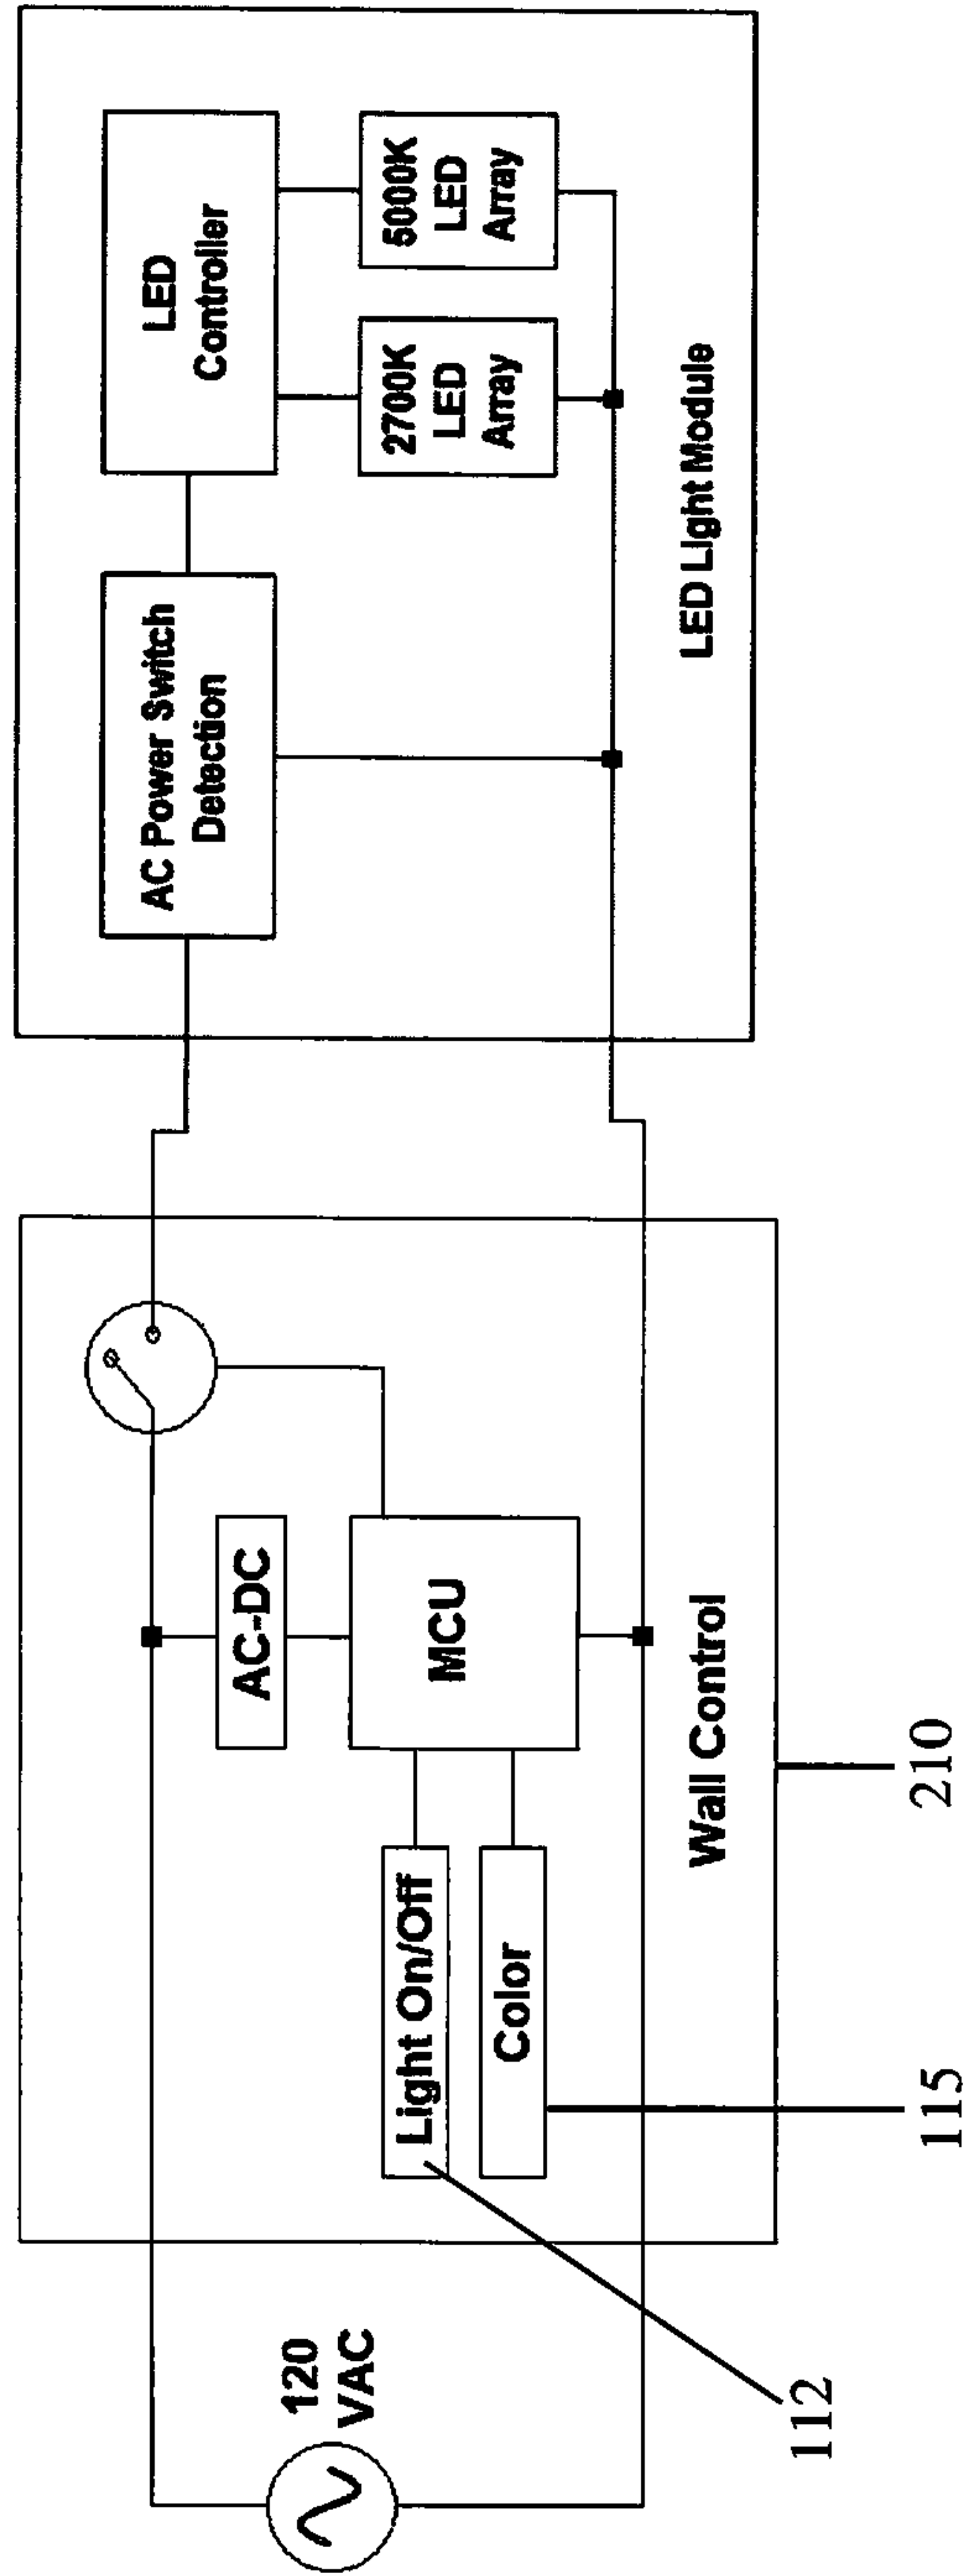 120
VAC
Light On/Off
Color
AC-DC
MCU
Wall Control
112
115
210
AC Power Switch
Detection
LED
Controller
2700K
LED
Array
5000K
LED
Array
LED Light Module